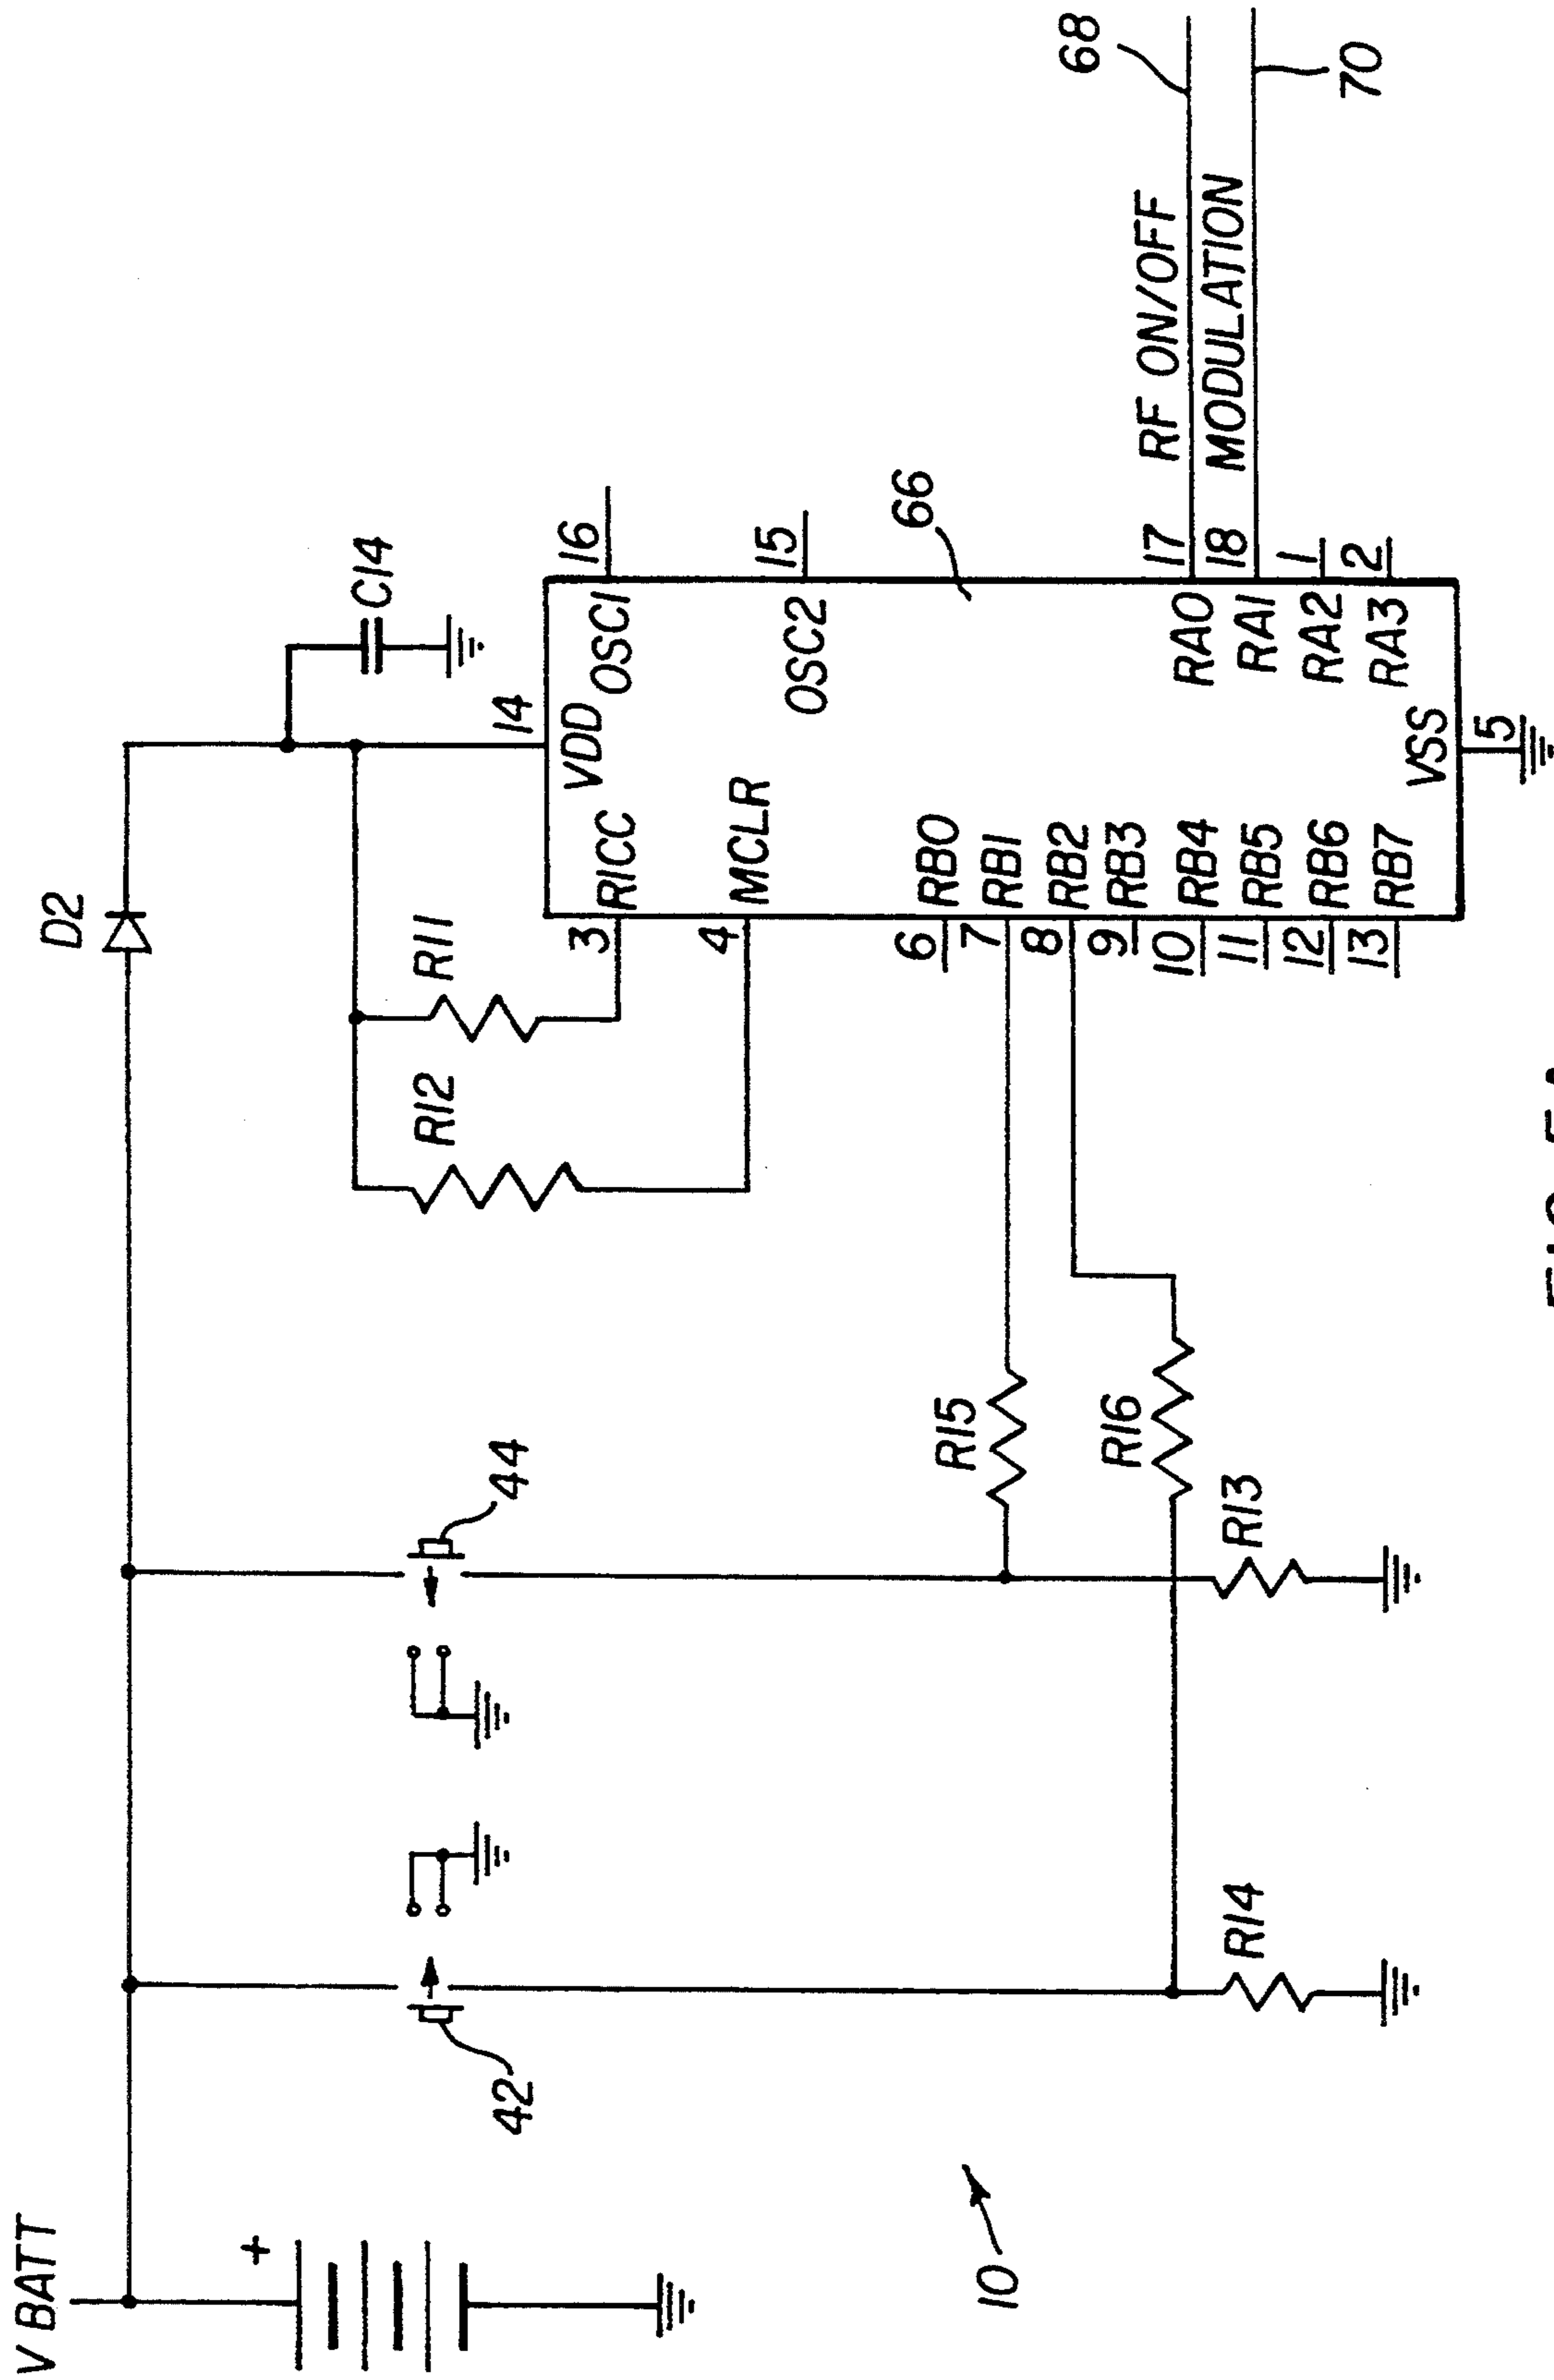 V BATT
+
D2
C14
R12
R11
14
VDD
16
OSC1
3
RICC
4
MCLR
15
OSC2
44
42
66
6
RB0
7
RB1
8
RB2
9
RB3
10
RB4
11
RB5
12
RB6
13
RB7
R15
R16
R13
R14
17
RA0
RF ON/OFF
68
18
RA1
MODULATION
70
1
RA2
2
RA3
VSS
5
10